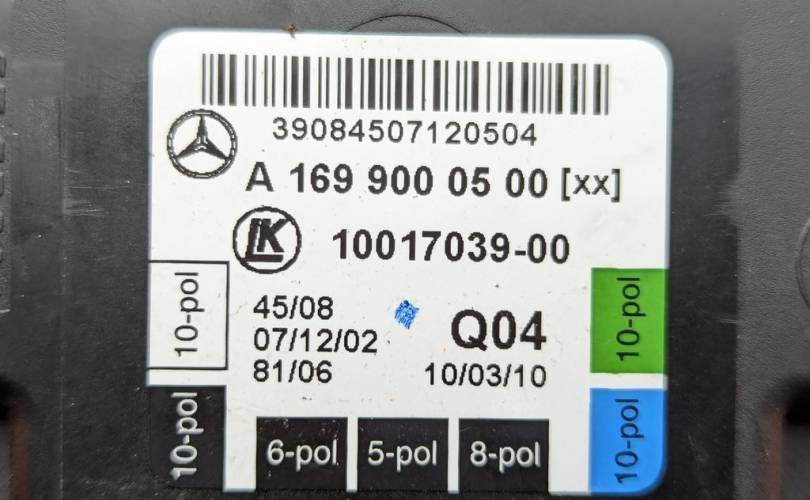 39084507120504
A 169 900 05 00 [xx]
LK
10017039-00
10-pol
45/08
07/12/02
81/06
Q04
10/03/10
10-pol
10-pol
6-pol
5-pol
8-pol
10-pol